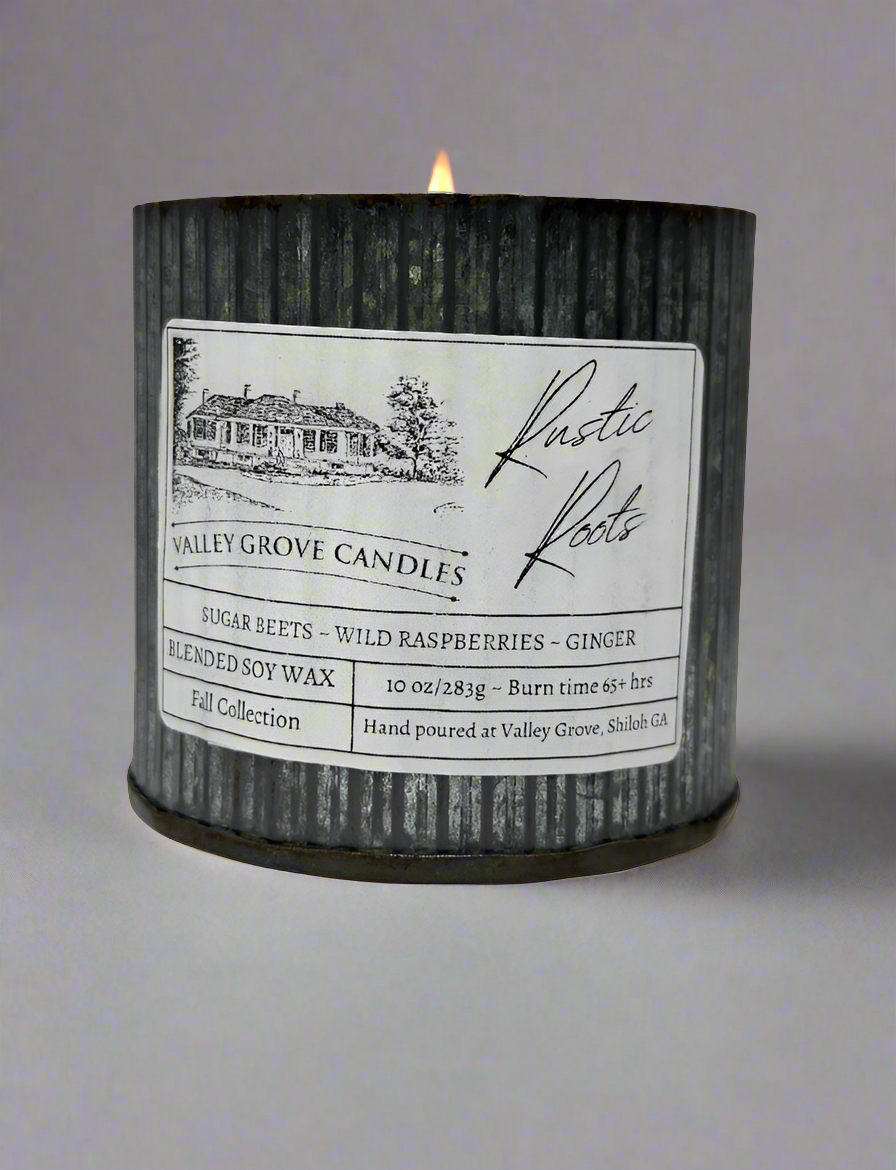 Rustic
Roots
VALLEY GROVE CANDLES
SUGAR BEETS ~ WILD RASPBERRIES ~ GINGER
BLENDED SOY WAX
10 oz/283g ~ Burn time 65+ hrs
Fall Collection
Hand poured at Valley Grove, Shiloh GA